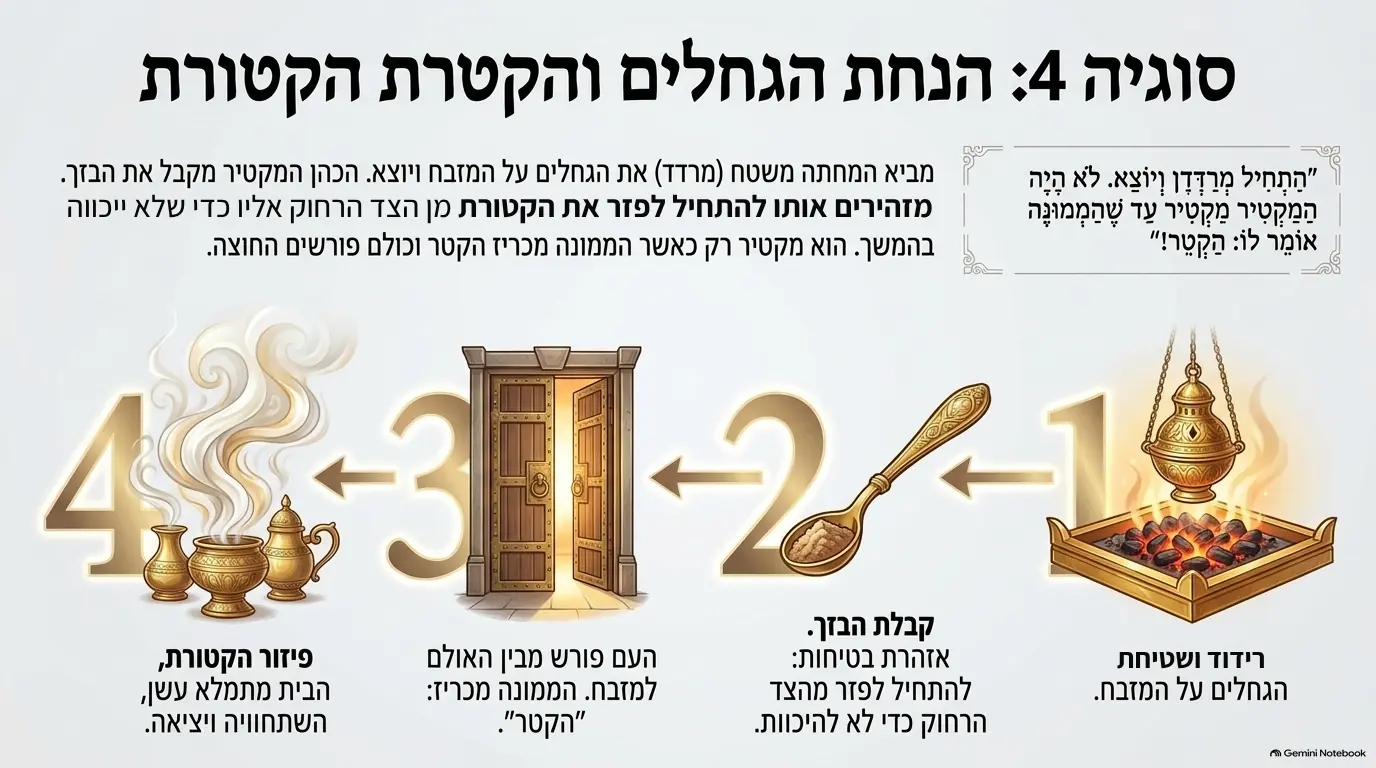 סוגיה 4: הנחת הגחלים והקטרת הקטורת
"הִתְחִיל מְרַדְּדָן וְיוֹצֵא. לֹא הָיָה
הַמַּקְטִיר מַקְטִיר עַד שֶׁהַמְמוּנֶּה
אוֹמֵר לוֹ: הַקְטֵר!"
מביא המחתה משטח (מרדד) את הגחלים על המזבח ויוצא. הכהן המקטיר מקבל את הבזך.
מזהירים אותו להתחיל לפזר את הקטורת מן הצד הרחוק אליו כדי שלא ייכווה
בהמשך. הוא מקטיר רק כאשר הממונה מכריז הקטר וכולם פורשים החוצה.
1
2
3
4
רידוד ושטיחת
הגחלים על המזבח.
קבלת הבזך.
אזהרת בטיחות:
להתחיל לפזר מהצד
הרחוק כדי לא להיכוות.
העם פורש מבין האולם
למזבח. הממונה מכריז:
"הקטר".
פיזור הקטורת,
הבית מתמלא עשן,
השתחוויה ויציאה.
Gemini Notebook